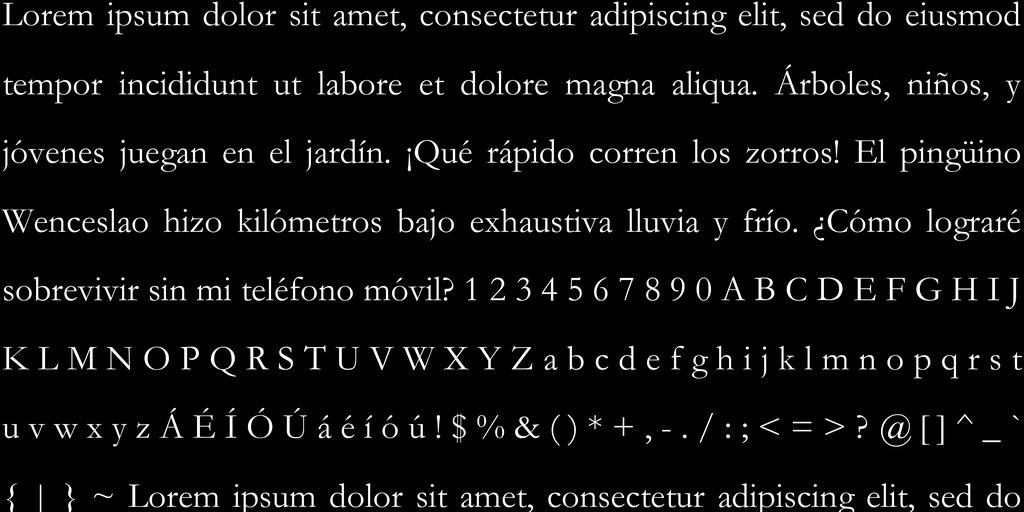 Lorem ipsum dolor sit amet, consectetur adipiscing elit, sed do eiusmod
tempor incididunt ut labore et dolore magna aliqua. Árboles, niños, y
jóvenes juegan en el jardín. ¡Qué rápido corren los zorros! El pingüino
Wenceslao hizo kilómetros bajo exhaustiva lluvia y frío. ¿Cómo lograré
sobrevivir sin mi teléfono móvil? 1 2 3 4 5 6 7 8 9 0 A B C D E F G H I J
K L M N O P Q R S T U V W X Y Z a b c d e f g h i j k l m n o p q r s t
u v w x y z Á É Í Ó Ú á é í ó ú ! $ % & ( ) * + , - . / : ; < = > ? @ [ ] ^ _ `
{ | } ~ Lorem ipsum dolor sit amet, consectetur adipiscing elit, sed do